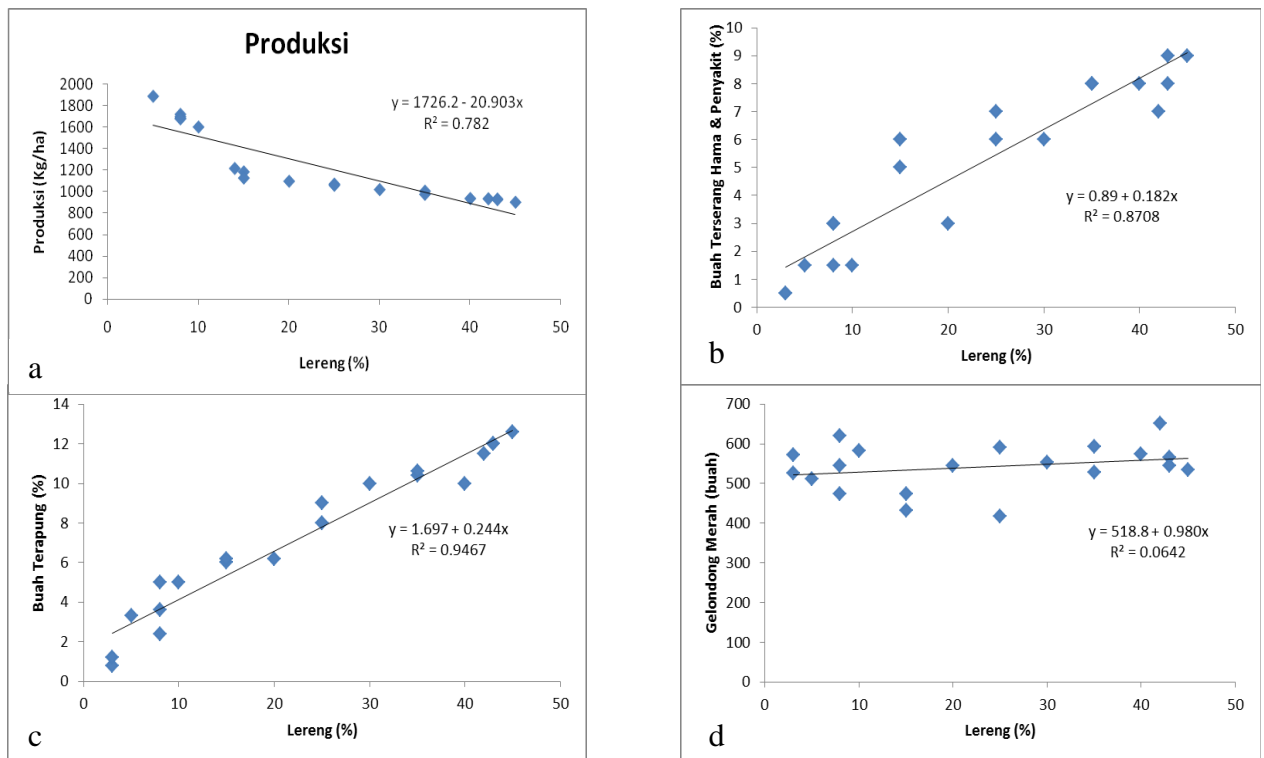 Produksi
Produksi (Kg/ha)
2000
1800
1600
1400
1200
1000
800
600
400
200
0
y = 1726.2 - 20.903x
R² = 0.782
0 10 20 30 40 50
Lereng (%)
a
Buah Terserang Hama & Penyakit (%)
9
8
7
6
5
4
3
2
1
0
y = 0.89 + 0.182x
R² = 0.8708
0 10 20 30 40 50
Lereng (%)
b
Buah Terapung (%)
14
12
10
8
6
4
2
0
y = 1.697 + 0.244x
R² = 0.9467
0 10 20 30 40 50
Lereng (%)
c
Gelondong Merah (buah)
700
600
500
400
300
200
100
0
y = 518.8 + 0.980x
R² = 0.0642
0 10 20 30 40 50
Lereng (%)
d